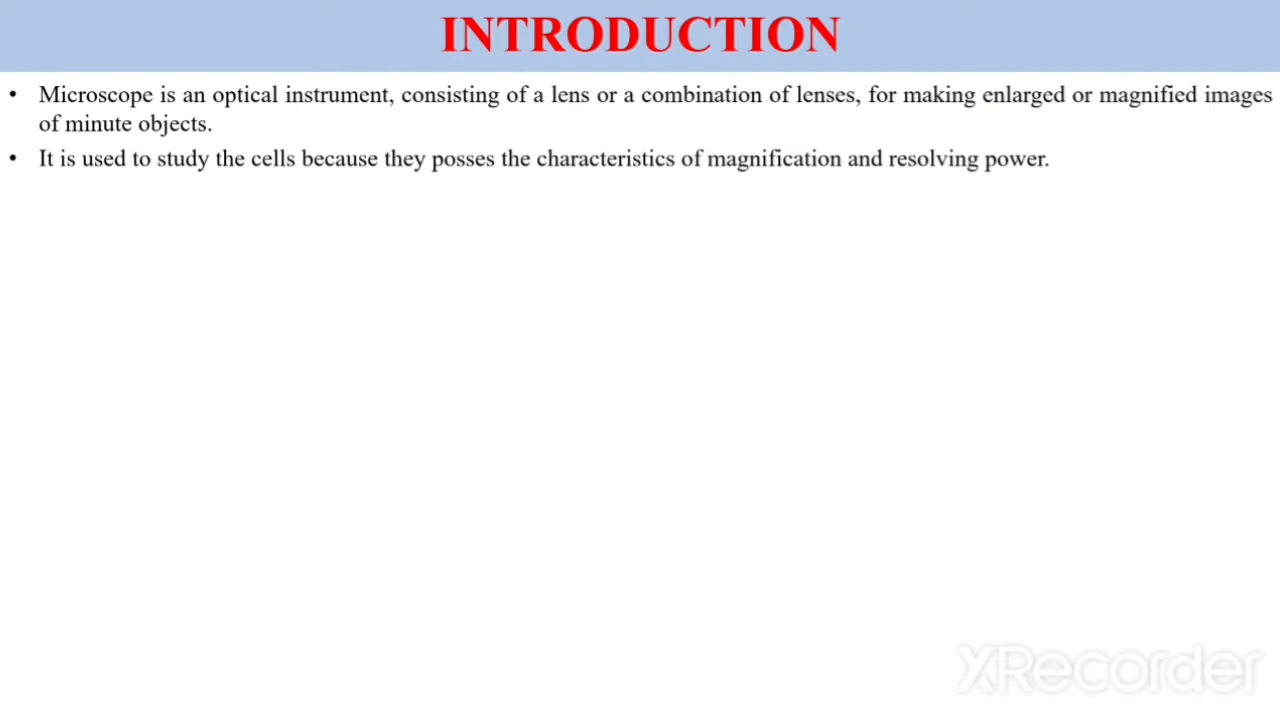 INTRODUCTION
• Microscope is an optical instrument, consisting of a lens or a combination of lenses, for making enlarged or magnified images
of minute objects.
• It is used to study the cells because they posses the characteristics of magnification and resolving power.
XRecorder